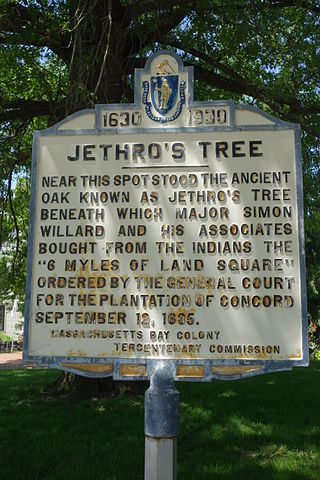 1630 1930
JETHRO'S TREE
NEAR THIS SPOT STOOD THE ANCIENT
OAK KNOWN AS JETHRO'S TREE
BENEATH WHICH MAJOR SIMON
WILLARD AND HIS ASSOCIATES
BOUGHT FROM THE INDIANS THE
"6 MYLES OF LAND SQUARE"
ORDERED BY THE GENERAL COURT
FOR THE PLANTATION OF CONCORD
SEPTEMBER 12, 1635.
MASSACHUSETTS BAY COLONY
TERCENTENARY COMMISSION